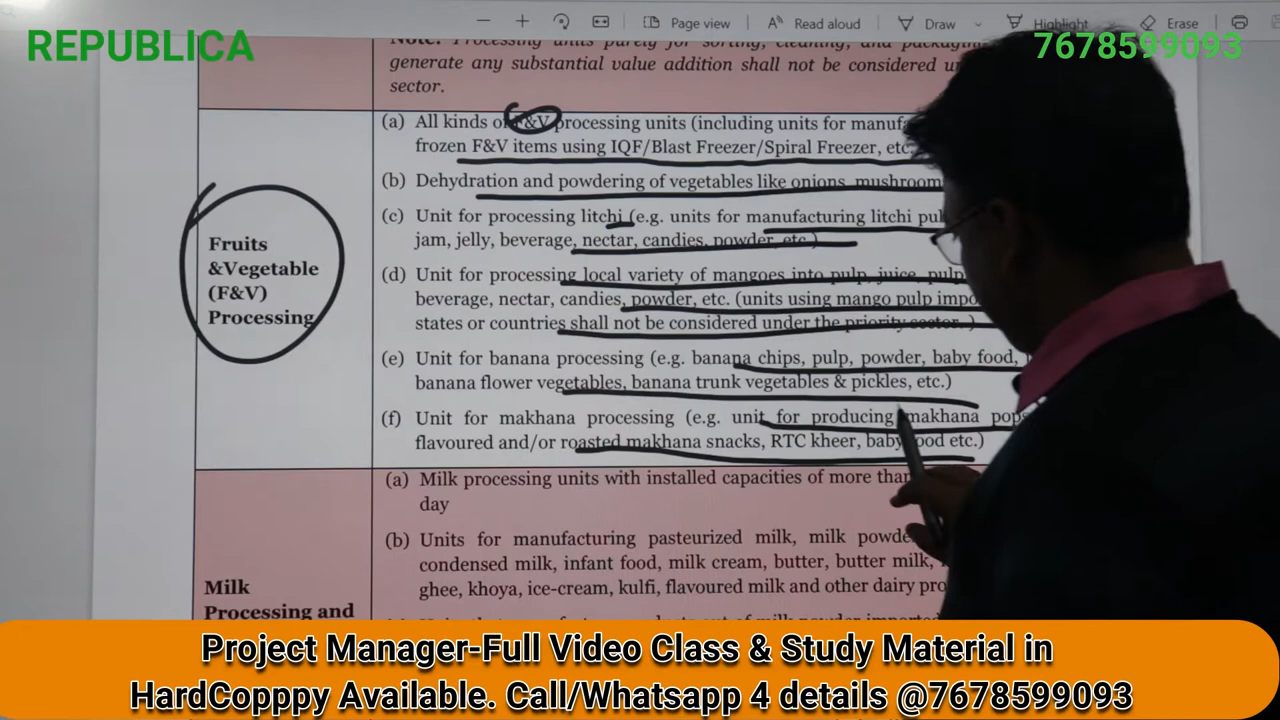 Page view Read aloud Draw Highlight Erase
REPUBLICA 7678599093
Note: Processing units purely for sorting, cleaning, and
generate any substantial value addition shall not be considered
sector.
(a) All kinds of F&V processing units (including units for
frozen F&V items using IQF/Blast Freezer/Spiral Freezer, etc
(b) Dehydration and powdering of vegetables like onions, mushroom
(c) Unit for processing litchi (e.g. units for manufacturing litchi
jam, jelly, beverage, nectar, candies, powder, etc.)
Fruits
&Vegetable
(F&V)
Processing
(d) Unit for processing local variety of mangoes into pulp, juice, pulp
beverage, nectar, candies, powder, etc. (units using mango pulp
states or countries shall not be considered under the priority sector.)
(e) Unit for banana processing (e.g. banana chips, pulp, powder, baby food,
banana flower vegetables, banana trunk vegetables & pickles, etc.)
(f) Unit for makhana processing (e.g. unit for producing makhana pops
flavoured and/or roasted makhana snacks, RTC kheer, baby food etc.)
(a) Milk processing units with installed capacities of more than
day
(b) Units for manufacturing pasteurized milk, milk
condensed milk, infant food, milk cream, butter, butter milk,
ghee, khoya, ice-cream, kulfi, flavoured milk and other dairy
Milk
Processing and
Project Manager-Full Video Class & Study Material in
HardCopppy Available. Call/Whatsapp 4 details @7678599093